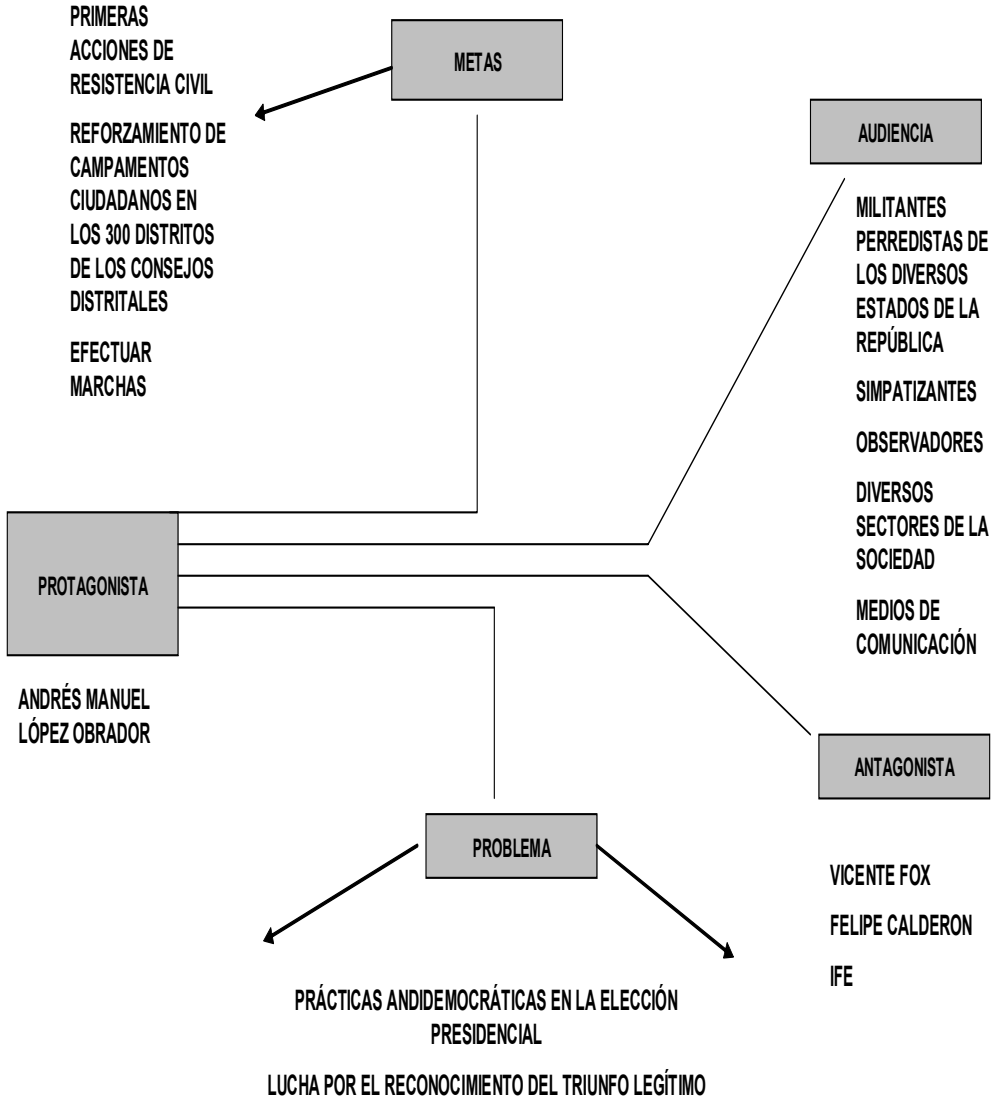 PRIMERAS
ACCIONES DE
RESISTENCIA CIVIL
REFORZAMIENTO DE
CAMPAMENTOS
CIUDADANOS EN
LOS 300 DISTRITOS
DE LOS CONSEJOS
DISTRITALES
EFECTUAR
MARCHAS
METAS
AUDIENCIA
MILITANTES
PERREDISTAS DE
LOS DIVERSOS
ESTADOS DE LA
REPÚBLICA
SIMPATIZANTES
OBSERVADORES
DIVERSOS
SECTORES DE LA
SOCIEDAD
MEDIOS DE
COMUNICACIÓN
PROTAGONISTA
ANDRÉS MANUEL
LÓPEZ OBRADOR
ANTAGONISTA
VICENTE FOX
FELIPE CALDERON
IFE
PROBLEMA
PRÁCTICAS ANDIDEMOCRÁTICAS EN LA ELECCIÓN
PRESIDENCIAL
LUCHA POR EL RECONOCIMIENTO DEL TRIUNFO LEGÍTIMO